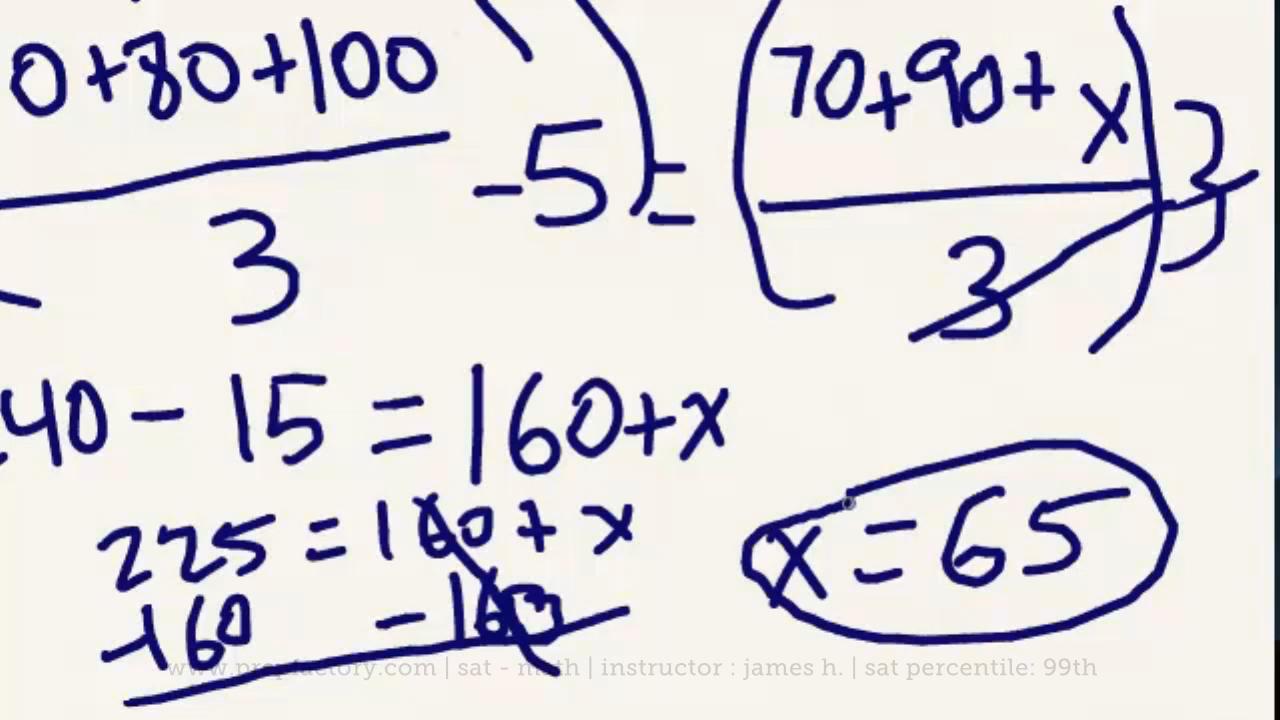 0+80+100 -5 = 70+90+x 3
3 3
40 - 15 = 160+x
225 = 160 + x
-160 - 160
x = 65
www.prepfactory.com | sat - math | instructor : james h. | sat percentile: 99th